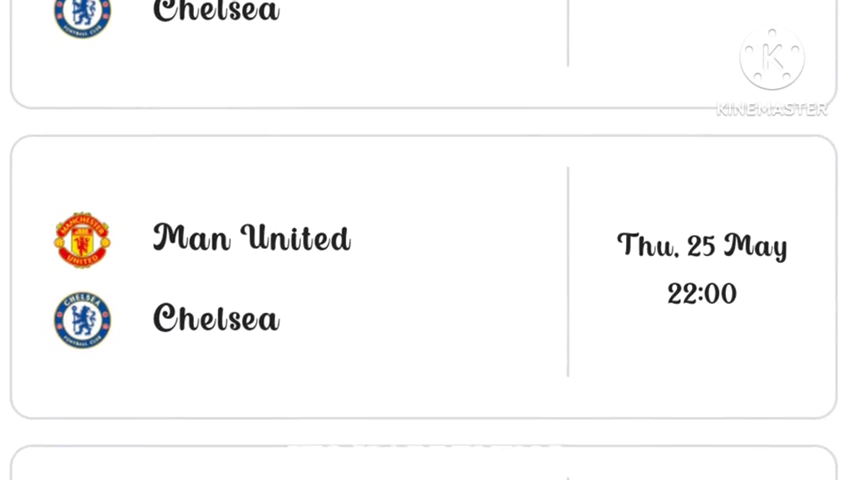 Chelsea
KINEMASTER
Man United
Thu, 25 May
22:00
Chelsea